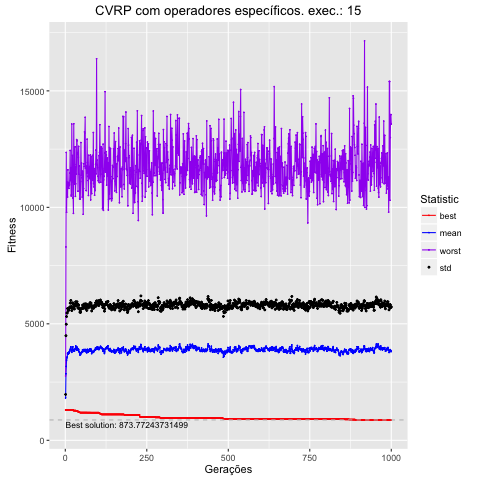 CVRP com operadores específicos. exec.: 15
Fitness
15000
10000
5000
0
Best solution: 873.77243731499
0
250
500
750
1000
Gerações
Statistic
best
mean
worst
std